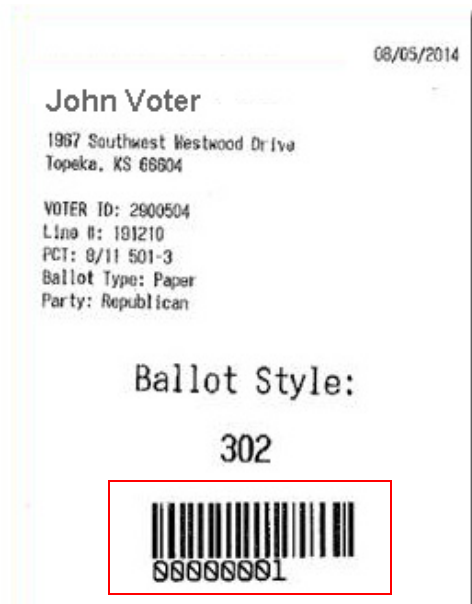 08/05/2014
John Voter
1967 Southwest Westwood Drive
Topeka, KS 66604
VOTER ID: 2900504
Line #: 191210
PCT: 8/11 501-3
Ballot Type: Paper
Party: Republican
Ballot Style:
302
00000001